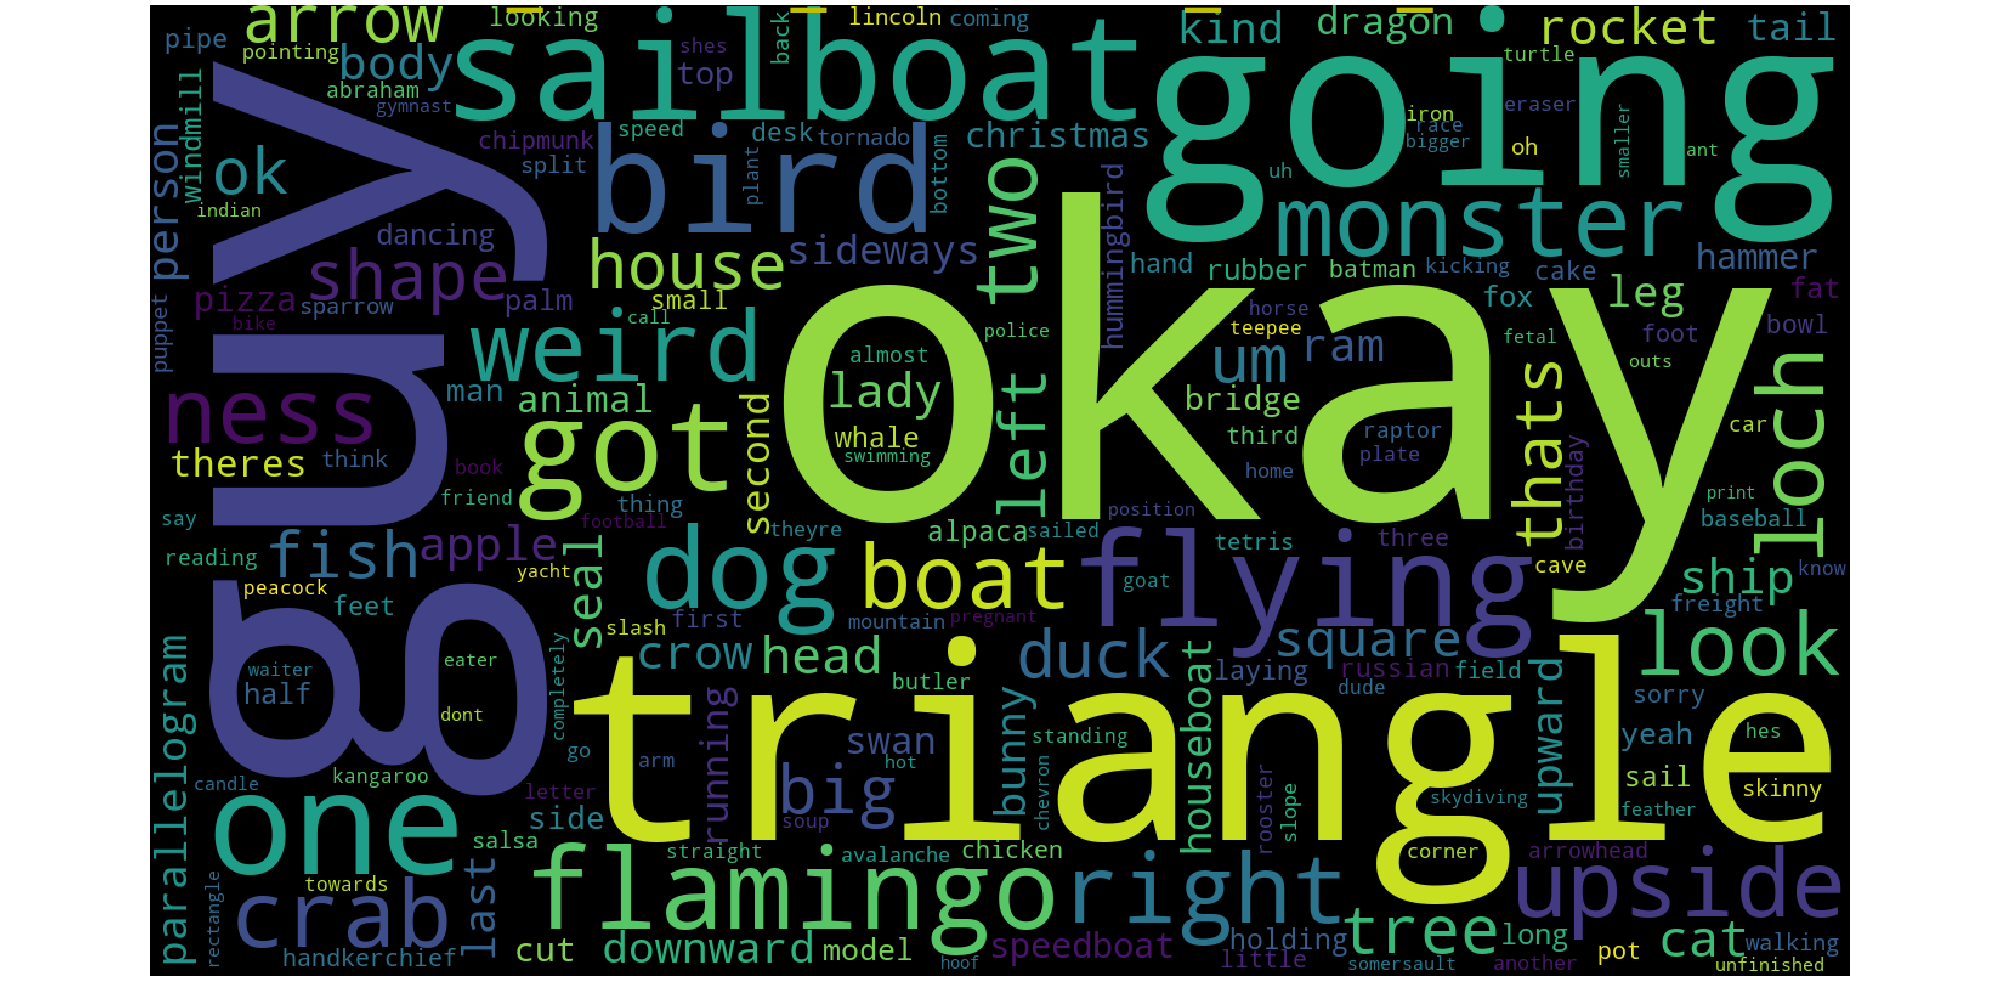 arrow
looking
lincoln
coming
kind
dragon
rocket
tail
pipe
pointing
body
sailboat
shes
top
back
going
turtle
abraham
gymnast
windmill
guy
chipmunk
speed
bird
desk
tornado
christmas
iron
race
bigger
eraser
oh
smaller
ant
person
ok
split
plant
bottom
two
uh
monster
indian
dancing
shape
house
sideways
hummingbird
okay
hand
rubber
batman
kicking
cake
hammer
pizza
sparrow
palm
small
call
police
horse
teepee
fox
leg
fat
puppet
bike
weird
almost
um
ram
fetal
foot
bowl
outs
ness
man
animal
lady
left
bridge
thats
loch
theres
think
got
second
whale
swimming
third
raptor
plate
car
book
home
birthday
say
friend
thing
football
theyre
alpaca
sailed
position
print
baseball
reading
fish
apple
seal
dog
boat
flying
tetris
three
cave
ship
know
peacock
yacht
goat
feet
slash
first
mountain
pregnant
freight
parallelogram
waiter
half
eater
crow
head
duck
square
look
completely
triangle
butler
bunny
houseboat
laying
russian
field
dude
upward
sorry
dont
running
swan
standing
yeah
hes
candle
kangaroo
go
arm
hot
big
sail
skinny
one
letter
side
soup
chevron
rooster
slope
skydiving
feather
salsa
straight
avalanche
chicken
corner
arrowhead
rectangle
towards
crab
last
flamingo
right
upside
handkerchief
cut
downward
model
speedboat
holding
tree
long
cat
walking
hoof
little
somersault
another
pot
unfinished